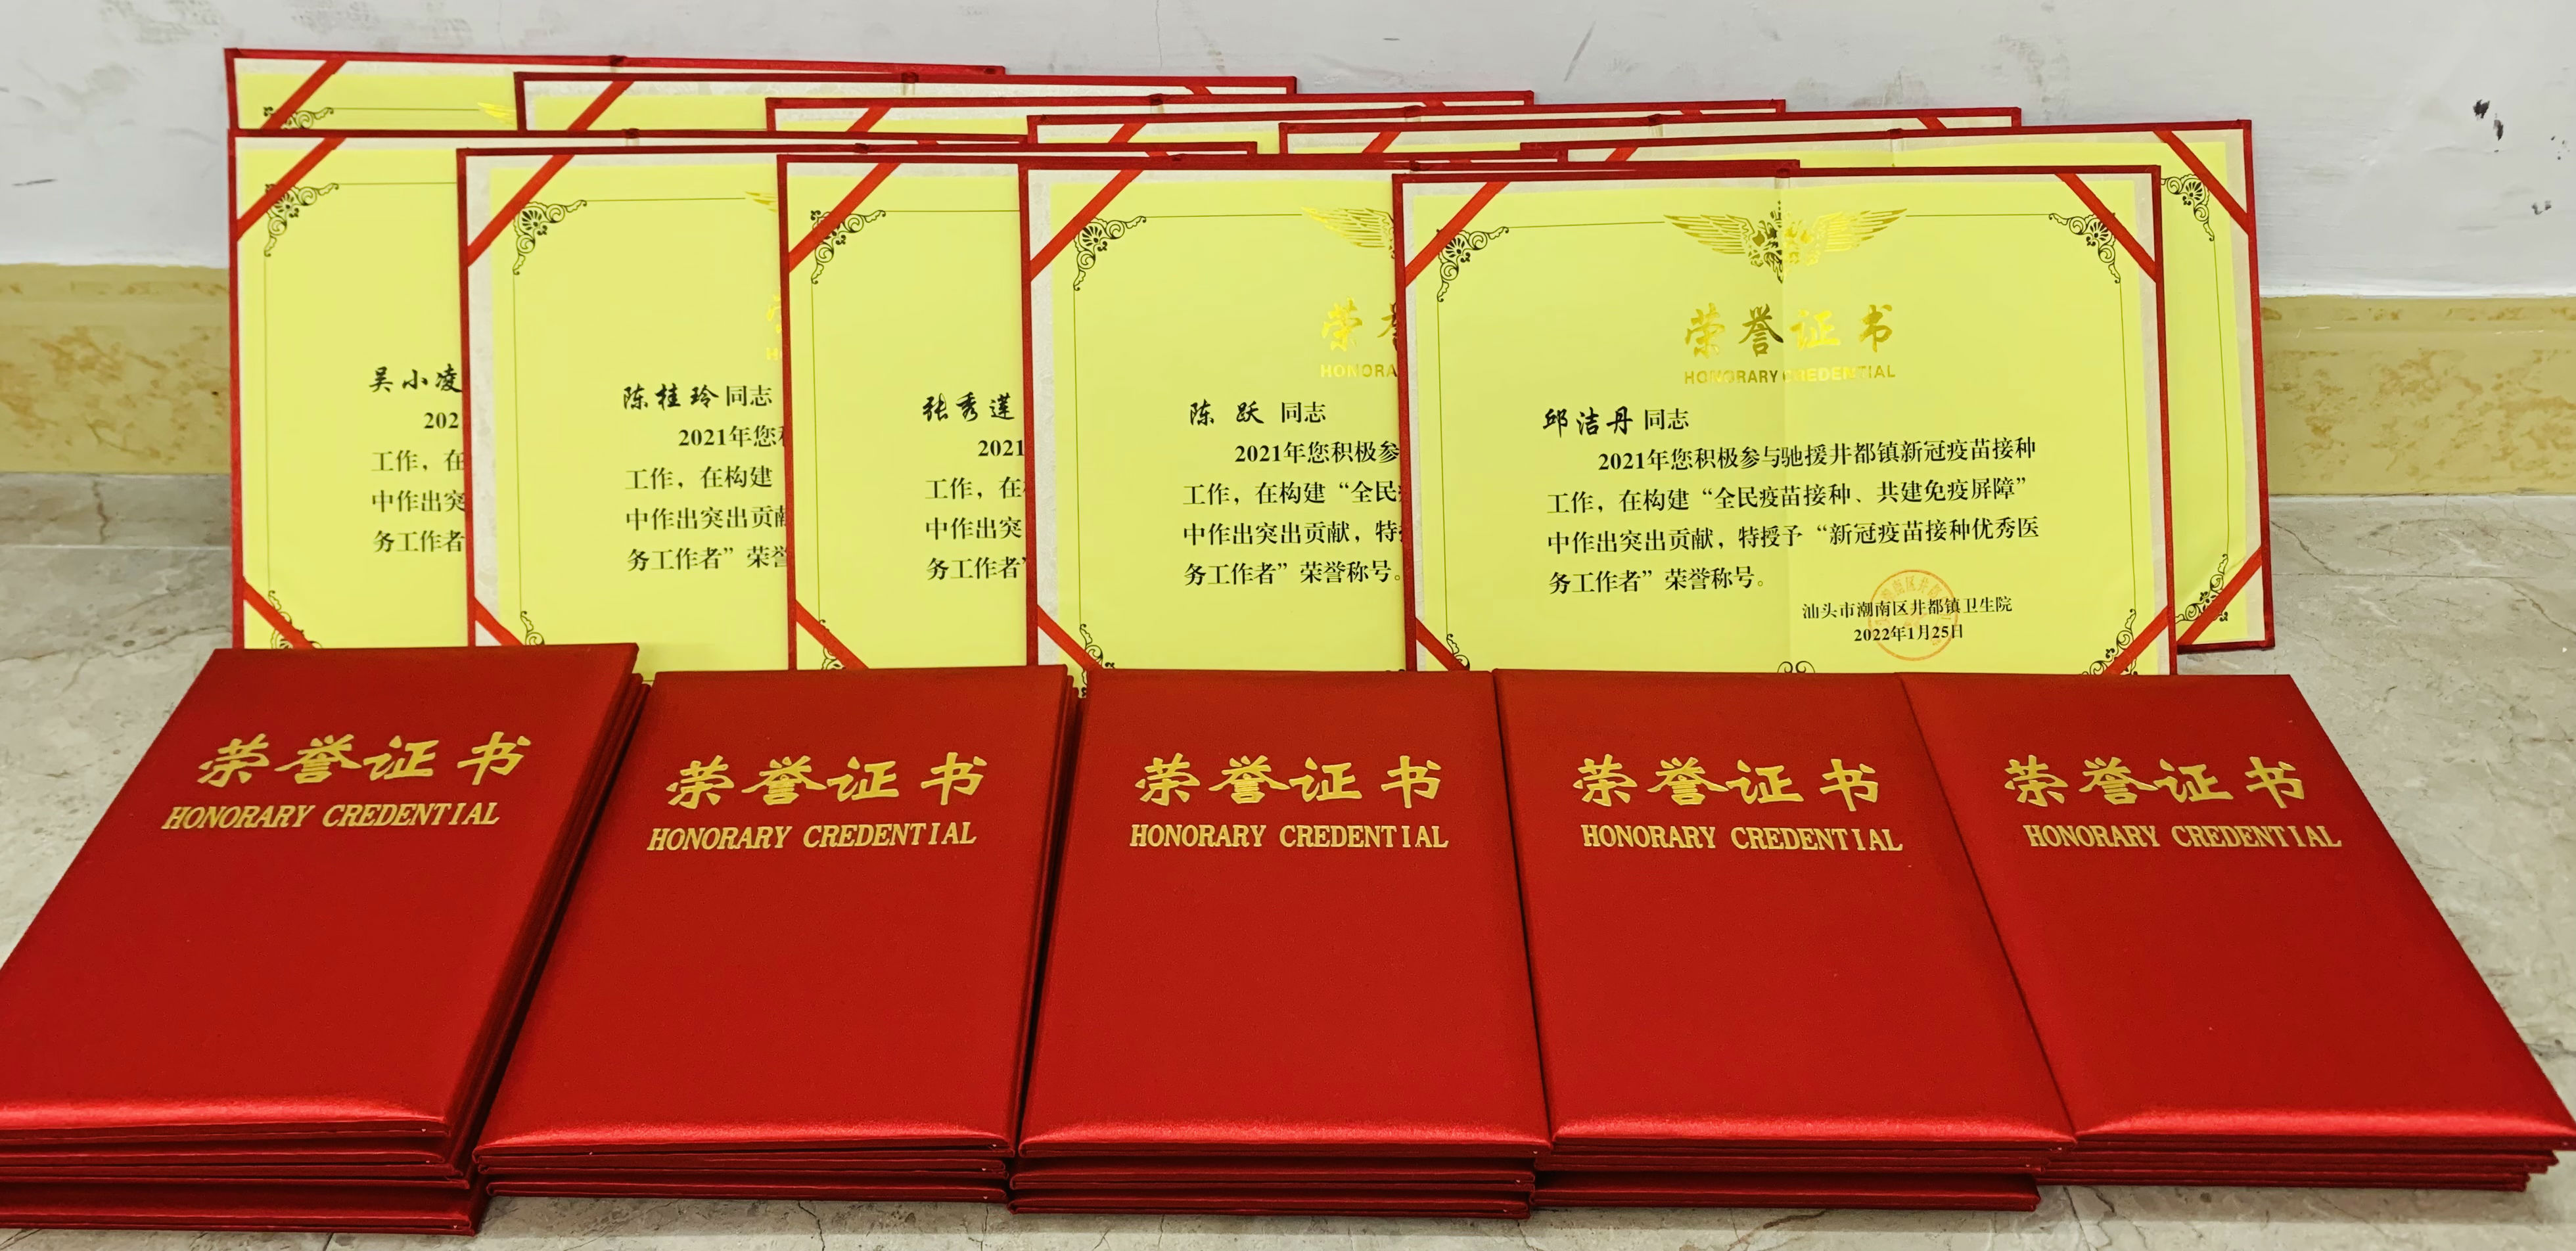 吴小凌
202
工作，在
中作出突
务工作者
陈桂玲同志
2021年您
工作，在构建
中作出突出贡献
务工作者”荣誉
张秀莲
2021
工作，在
中作出突
务工作者”
荣誉
HONORA
陈跃 同志
2021年您积极参
工作，在构建“全民
中作出突出贡献，特
务工作者”荣誉称号。
荣誉证书
HONORARY CREDENTIAL
邱洁丹同志
2021年您积极参与驰援井都镇新冠疫苗接种
工作，在构建“全民疫苗接种、共建免疫屏障”
中作出突出贡献，特授予“新冠疫苗接种优秀医
务工作者”荣誉称号。
汕头市潮南区井都镇卫生院
2022年1月25日
荣誉证书
HONORARY CREDENTIAL
荣誉证书
HONORARY CREDENTIAL
荣誉证书
HONORARY CREDENTIAL
荣誉证书
HONORARY CREDENTIAL
荣誉证书
HONORARY CREDENTIAL